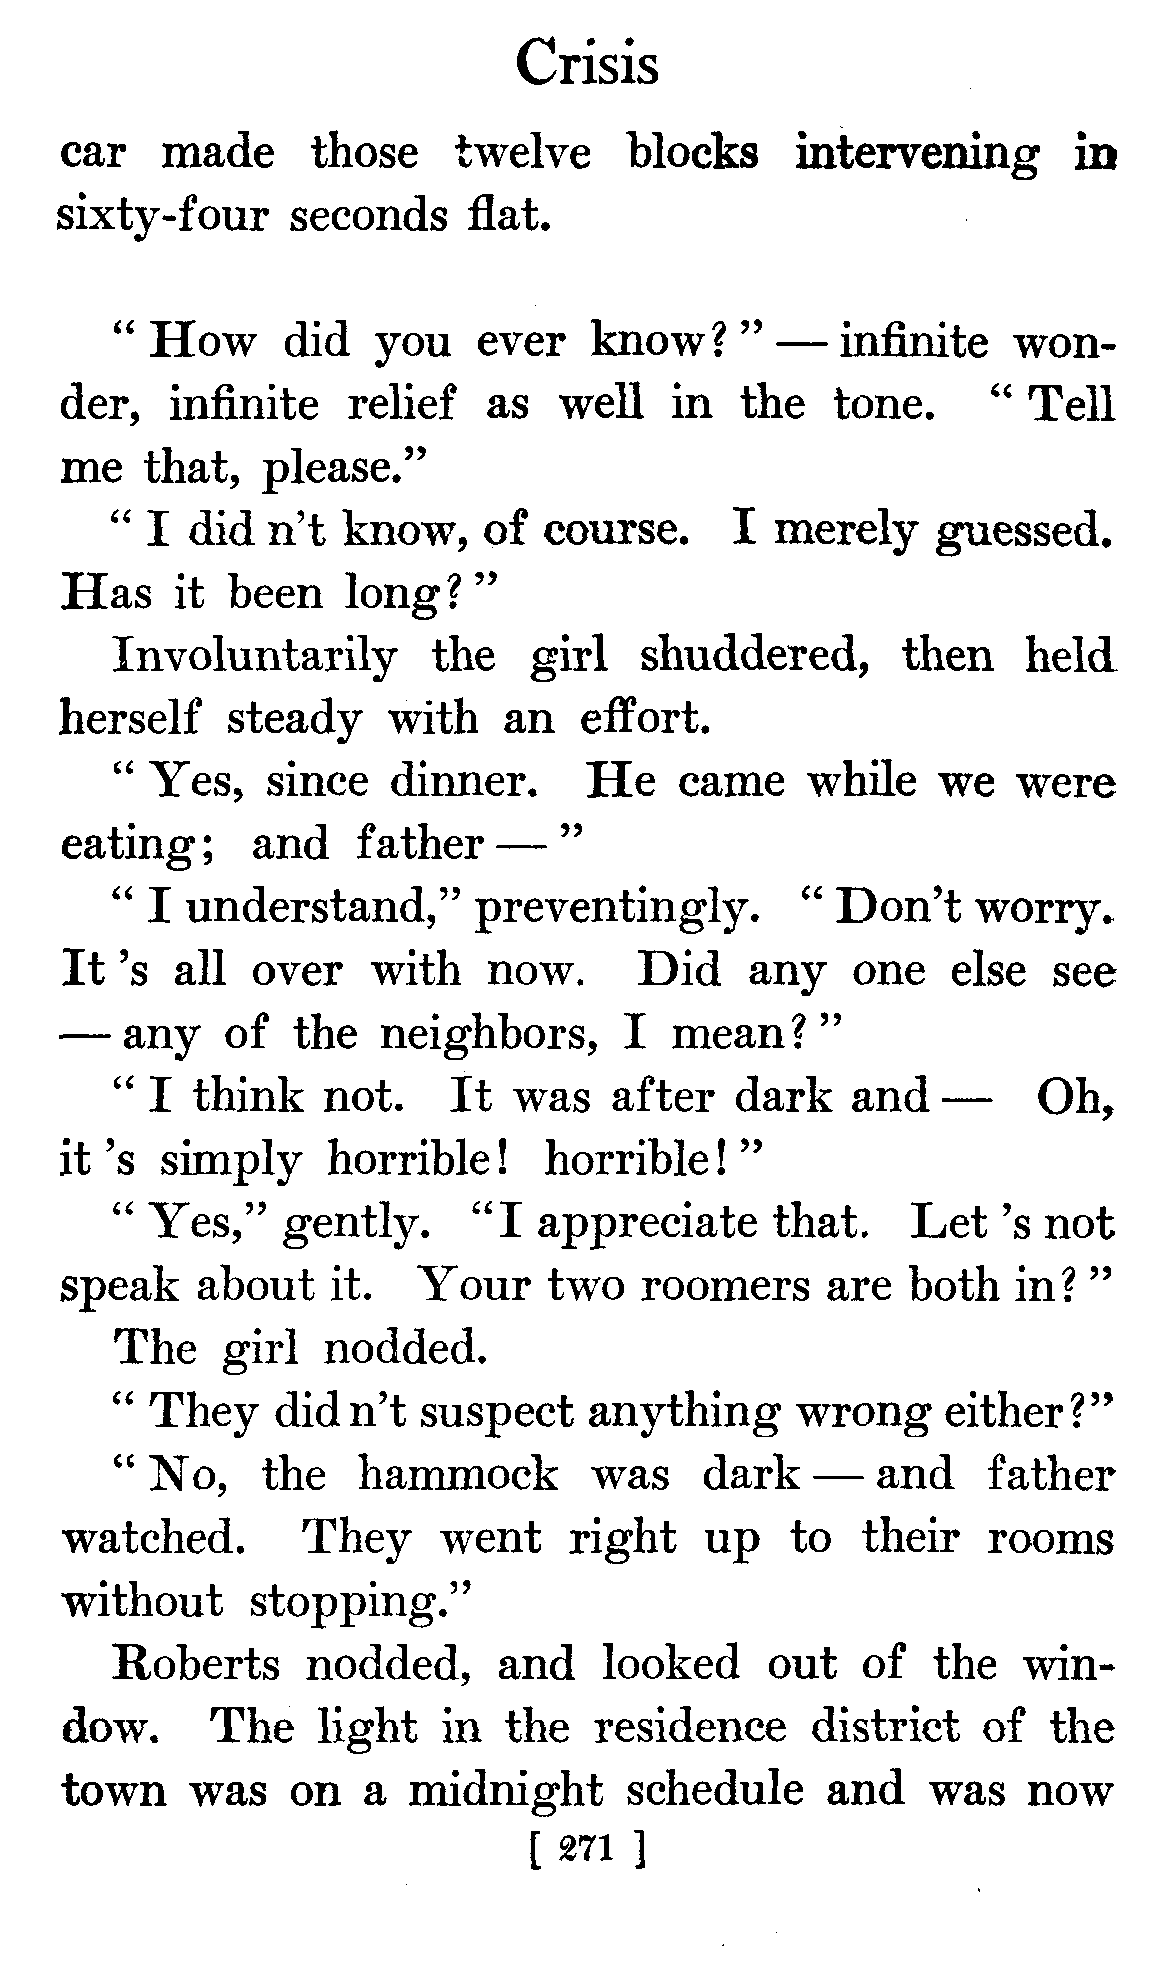 Crisis
car made those twelve blocks intervening in
sixty-four seconds flat.
“ How did you ever know? ” — infinite won-
der, infinite relief as well in the tone. “ Tell
me that, please.”
“ I did n’t know, of course. I merely guessed.
Has it been long? ”
Involuntarily the girl shuddered, then held
herself steady with an effort.
“ Yes, since dinner. He came while we were
eating; and father — ”
“ I understand,” preventingly. “ Don’t worry.
It ’s all over with now. Did any one else see
— any of the neighbors, I mean? ”
“ I think not. It was after dark and — Oh,
it ’s simply horrible! horrible! ”
“ Yes,” gently. “I appreciate that. Let ’s not
speak about it. Your two roomers are both in? ”
The girl nodded.
“ They did n’t suspect anything wrong either?”
“ No, the hammock was dark — and father
watched. They went right up to their rooms
without stopping.”
Roberts nodded, and looked out of the win-
dow. The light in the residence district of the
town was on a midnight schedule and was now
[ 271 ]